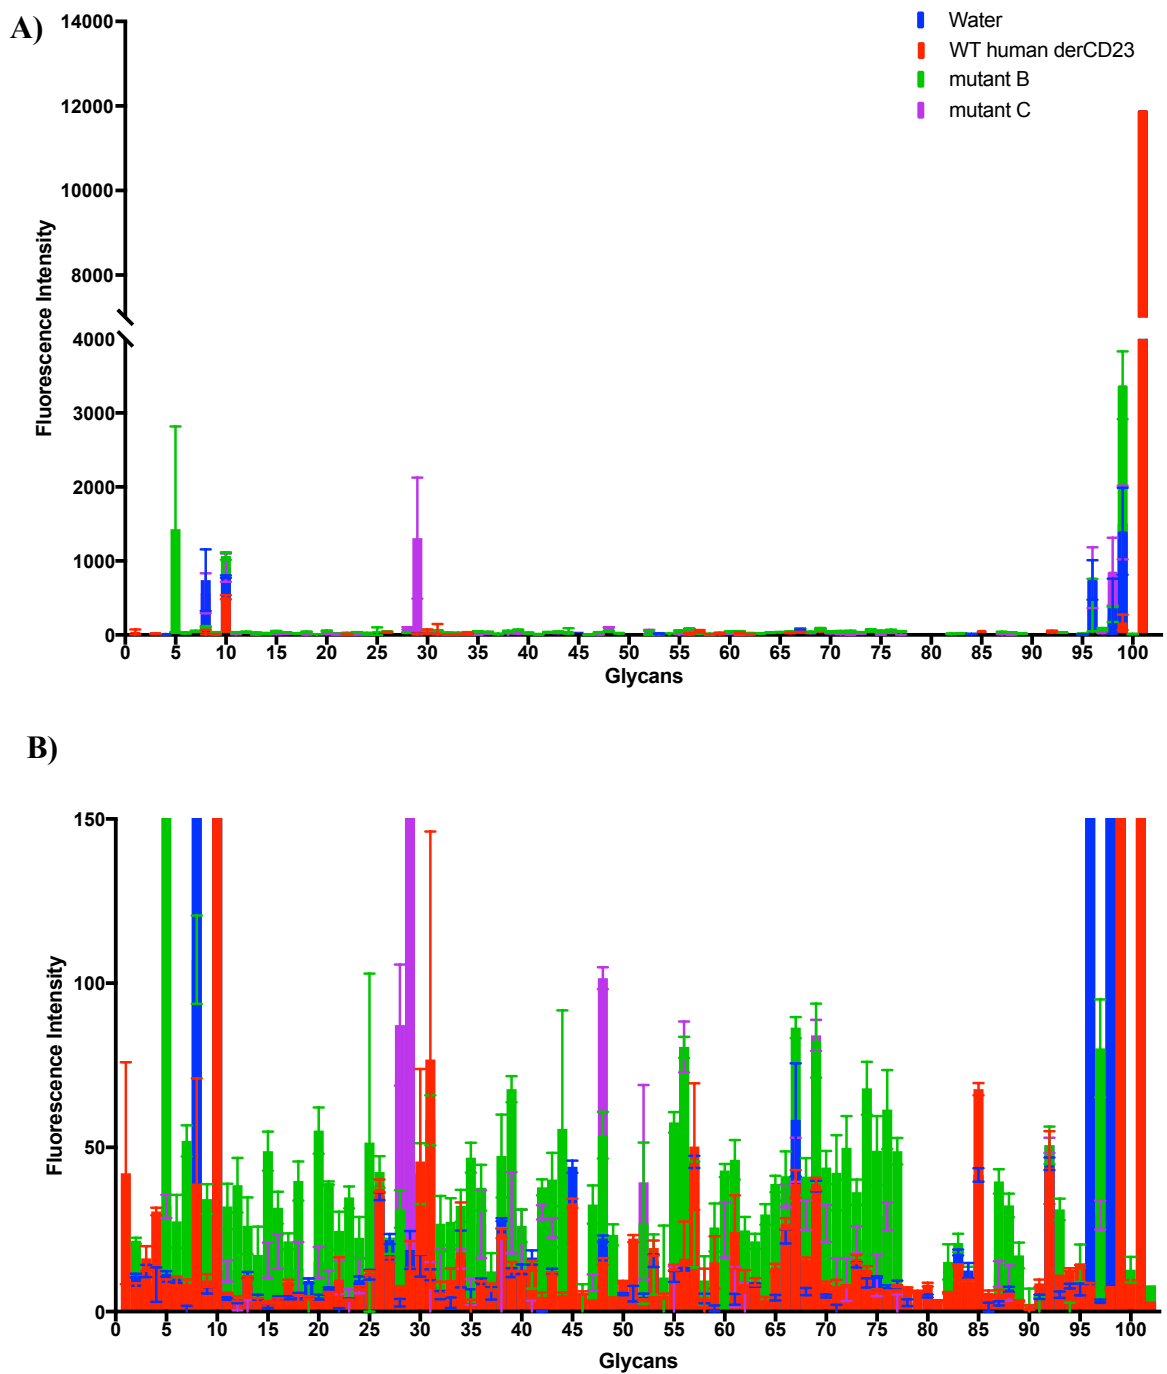 A)
14000
12000
10000
8000
4000
3000
2000
1000
0
Fluorescence Intensity
Water
WT human derCD23
mutant B
mutant C
0 5 10 15 20 25 30 35 40 45 50 55 60 65 70 75 80 85 90 95 100
Glycans
B)
150
100
50
0
Fluorescence Intensity
0 5 10 15 20 25 30 35 40 45 50 55 60 65 70 75 80 85 90 95 100
Glycans